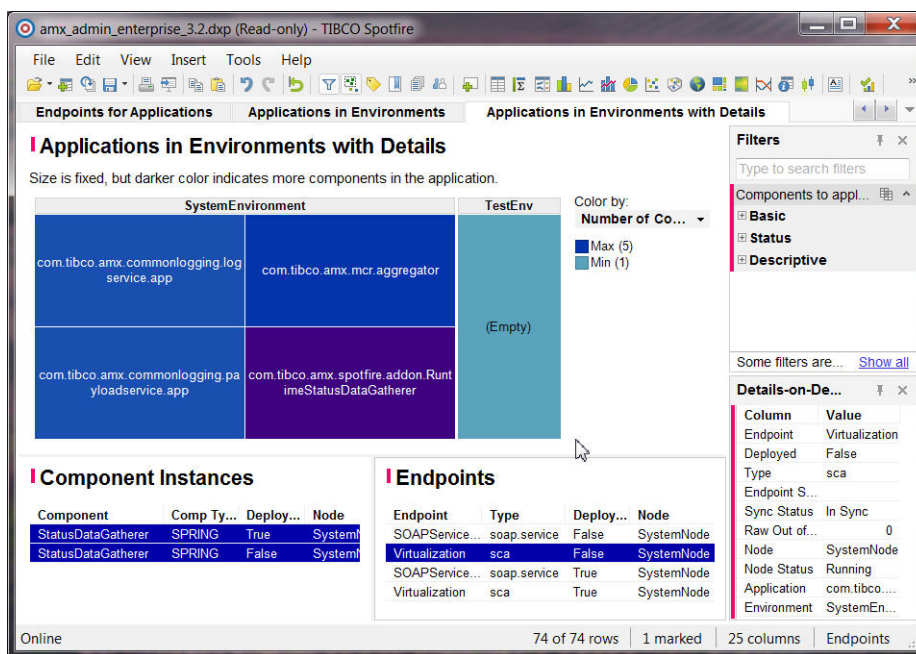 amx_admin_enterprise_3.2.dxp (Read-only) - TIBCO Spotfire
File Edit View Insert Tools Help
Endpoints for Applications Applications in Environments Applications in Environments with Details
Applications in Environments with Details
Size is fixed, but darker color indicates more components in the application.
SystemEnvironment TestEnv
com.tibco.amx.commonlogging.log
service.app
com.tibco.amx.mcr.aggregator
(Empty)
com.tibco.amx.commonlogging.pa
yloadservice.app
com.tibco.amx.spotfire.addon.Runt
imeStatusDataGatherer
Color by:
Number of Co...
Max (5)
Min (1)
Filters
Type to search filters
Components to appl...
Basic
Status
Descriptive
Some filters are... Show all
Component Instances
Component Comp Ty... Deploy... Node
StatusDataGatherer SPRING True SystemN
StatusDataGatherer SPRING False SystemN
Endpoints
Endpoint Type Deploy... Node
SOAPService... soap.service False SystemNode
Virtualization sca False SystemNode
SOAPService... soap.service True SystemNode
Virtualization sca True SystemNode
Details-on-De...
Column Value
Endpoint Virtualization
Deployed False
Type sca
Endpoint S...
Sync Status In Sync
Raw Out of... 0
Node SystemNode
Node Status Running
Application com.tibco....
Environment SystemEn...
Online 74 of 74 rows 1 marked 25 columns Endpoints